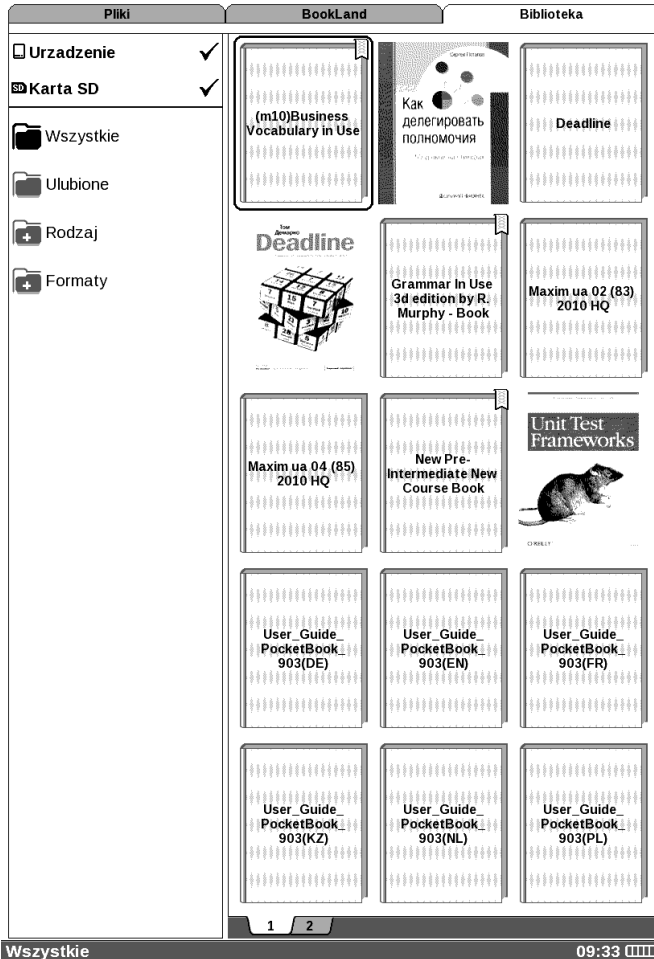 Pliki
BookLand
Biblioteka
Urzadzenie
Karta SD
Wszystkie
Ulubione
Rodzaj
Formaty
(m10)Business
Vocabulary in Use
Как
делегировать
полномочия
Deadline
Том
Демарко
Deadline
Grammar In Use
3d edition by R.
Murphy - Book
Maxim ua 02 (83)
2010 HQ
Maxim ua 04 (85)
2010 HQ
New Pre-
Intermediate New
Course Book
Unit Test
Frameworks
O'REILLY
User_Guide_
PocketBook_
903(DE)
User_Guide_
PocketBook_
903(EN)
User_Guide_
PocketBook_
903(FR)
User_Guide_
PocketBook_
903(KZ)
User_Guide_
PocketBook_
903(NL)
User_Guide_
PocketBook_
903(PL)
1
2
Wszystkie
09:33